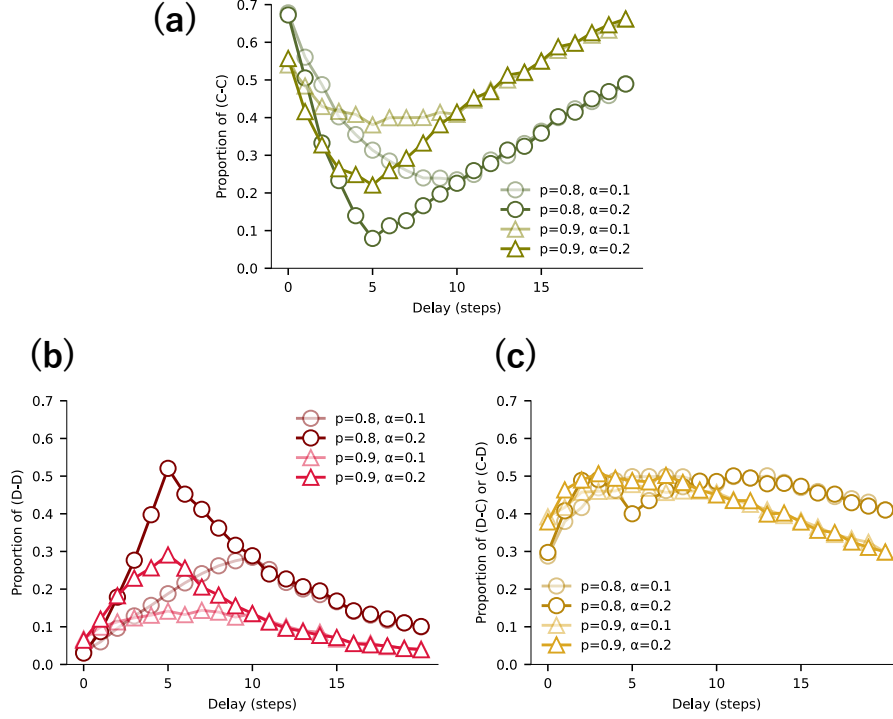 (a)
0.7
0.6
0.5
0.4
0.3
0.2
0.1
0.0
Proportion of (C-C)
p=0.8, α=0.1
p=0.8, α=0.2
p=0.9, α=0.1
p=0.9, α=0.2
0 5 10 15
Delay (steps)
(b)
0.7
0.6
0.5
0.4
0.3
0.2
0.1
0.0
Proportion of (D-D)
p=0.8, α=0.1
p=0.8, α=0.2
p=0.9, α=0.1
p=0.9, α=0.2
0 5 10 15
Delay (steps)
(c)
0.7
0.6
0.5
0.4
0.3
0.2
0.1
0.0
Proportion of (D-C) or (C-D)
p=0.8, α=0.1
p=0.8, α=0.2
p=0.9, α=0.1
p=0.9, α=0.2
0 5 10 15
Delay (steps)